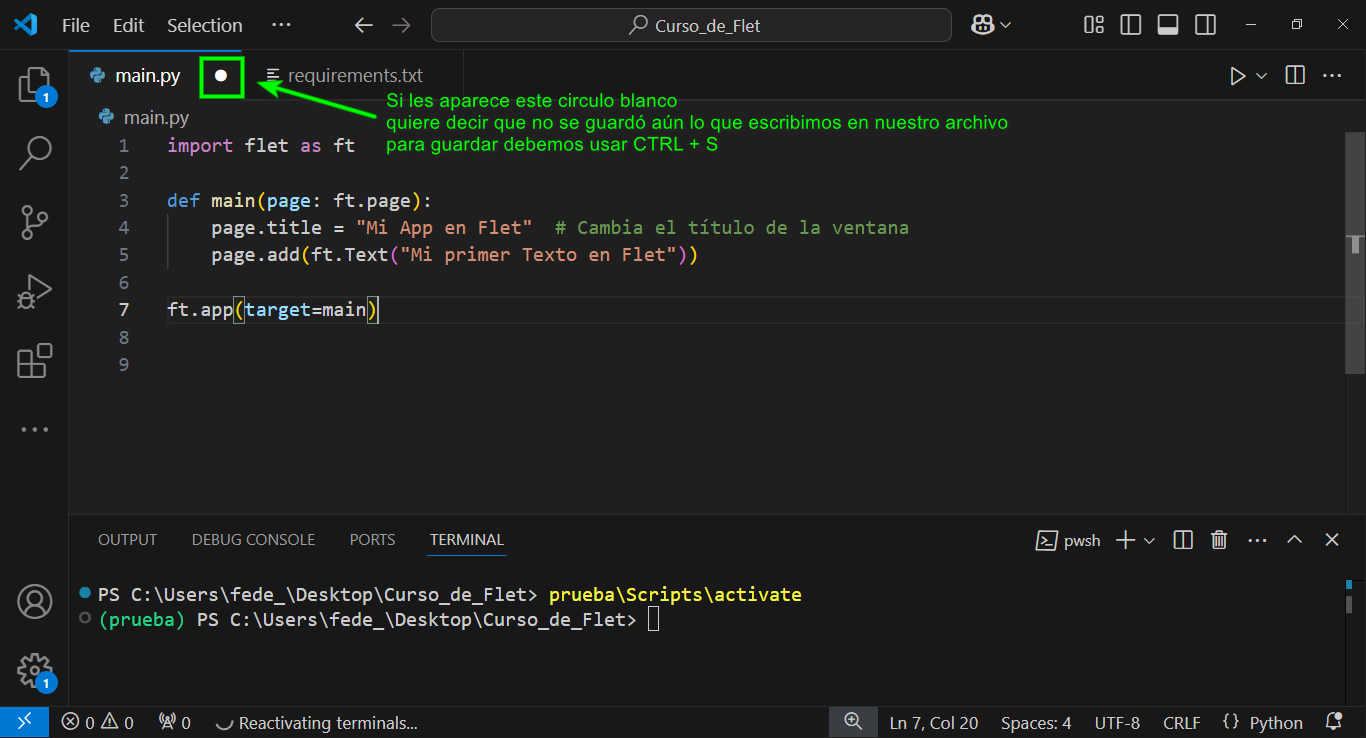 File Edit Selection ··· Curso_de_Flet
main.py requirements.txt
Si les aparece este circulo blanco
quiere decir que no se guardó aún lo que escribimos en nuestro archivo
para guardar debemos usar CTRL + S
1
main.py
1 import flet as ft
2
3 def main(page: ft.page):
4 page.title = "Mi App en Flet"  # Cambia el título de la ventana
5 page.add(ft.Text("Mi primer Texto en Flet"))
6
7 ft.app(target=main)
8
9
OUTPUT DEBUG CONSOLE PORTS TERMINAL pwsh
PS C:\Users\fede_\Desktop\Curso_de_Flet> prueba\Scripts\activate
(prueba) PS C:\Users\fede_\Desktop\Curso_de_Flet>
1
0 0 0 Reactivating terminals... Ln 7, Col 20 Spaces: 4 UTF-8 CRLF {} Python